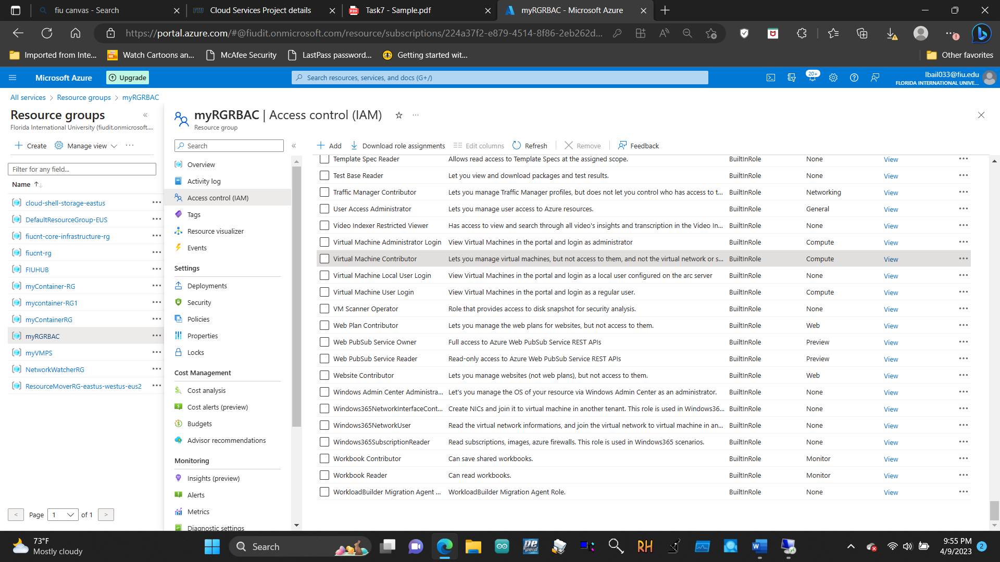 fiu canvas - Search
FIU Cloud Services Project details
PDF Task7 - Sample.pdf
myRGRBAC - Microsoft Azure
https://portal.azure.com/#@fiudit.onmicrosoft.com/resource/subscriptions/224a37f2-e879-4514-8f86-2eb262d...
Imported from Inte...
Watch Cartoons an...
McAfee Security
LastPass password...
Getting started wit...
Other favorites
Microsoft Azure
Upgrade
Search resources, services, and docs (G+/)
20+
lbail033@fiu.edu
FLORIDA INTERNATIONAL UNIVE...
All services > Resource groups > myRGRBAC
Resource groups
Florida International University (fiudit.onmicrosoft....
Create
Manage view
Filter for any field...
Name
cloud-shell-storage-eastus
DefaultResourceGroup-EUS
fiucnt-core-infrastructure-rg
fiucnt-rg
FIUHUB
myContainer-RG
mycontainer-RG1
myContainerRG
myRGRBAC
myVMPS
NetworkWatcherRG
ResourceMoverRG-eastus-westus-eus2
< Page 1 of 1 >
myRGRBAC | Access control (IAM)
Resource group
Search
Overview
Activity log
Access control (IAM)
Tags
Resource visualizer
Events
Settings
Deployments
Security
Policies
Properties
Locks
Cost Management
Cost analysis
Cost alerts (preview)
Budgets
Advisor recommendations
Monitoring
Insights (preview)
Alerts
Metrics
Diagnostic settings
Add
Download role assignments
Edit columns
Refresh
Remove
Feedback
Template Spec Reader Allows read access to Template Specs at the assigned scope. BuiltInRole None View
Test Base Reader Let you view and download packages and test results. BuiltInRole None View
Traffic Manager Contributor Lets you manage Traffic Manager profiles, but does not let you control who has access to t... BuiltInRole Networking View
User Access Administrator Lets you manage user access to Azure resources. BuiltInRole General View
Video Indexer Restricted Viewer Has access to view and search through all video's insights and transcription in the Video In... BuiltInRole None View
Virtual Machine Administrator Login View Virtual Machines in the portal and login as administrator BuiltInRole Compute View
Virtual Machine Contributor Lets you manage virtual machines, but not access to them, and not the virtual network or s... BuiltInRole Compute View
Virtual Machine Local User Login View Virtual Machines in the portal and login as a local user configured on the arc server BuiltInRole None View
Virtual Machine User Login View Virtual Machines in the portal and login as a regular user. BuiltInRole Compute View
VM Scanner Operator Role that provides access to disk snapshot for security analysis. BuiltInRole None View
Web Plan Contributor Lets you manage the web plans for websites, but not access to them. BuiltInRole Web View
Web PubSub Service Owner Full access to Azure Web PubSub Service REST APIs BuiltInRole Preview View
Web PubSub Service Reader Read-only access to Azure Web PubSub Service REST APIs BuiltInRole Preview View
Website Contributor Lets you manage websites (not web plans), but not access to them. BuiltInRole Web View
Windows Admin Center Administra... Let's you manage the OS of your resource via Windows Admin Center as an administrator. BuiltInRole None View
Windows365NetworkInterfaceCont... Create NICs and join it to virtual machine in another tenant. This role is used in Windows36... BuiltInRole None View
Windows365NetworkUser Read the virtual network informations, and join the virtual network to virtual machine in an... BuiltInRole None View
Windows365SubscriptionReader Read subscriptions, images, azure firewalls. This role is used in Windows365 scenarios. BuiltInRole None View
Workbook Contributor Can save shared workbooks. BuiltInRole Monitor View
Workbook Reader Can read workbooks. BuiltInRole Monitor View
WorkloadBuilder Migration Agent ... WorkloadBuilder Migration Agent Role. BuiltInRole None View
73°F
Mostly cloudy
Search
RH
9:55 PM
4/9/2023
2